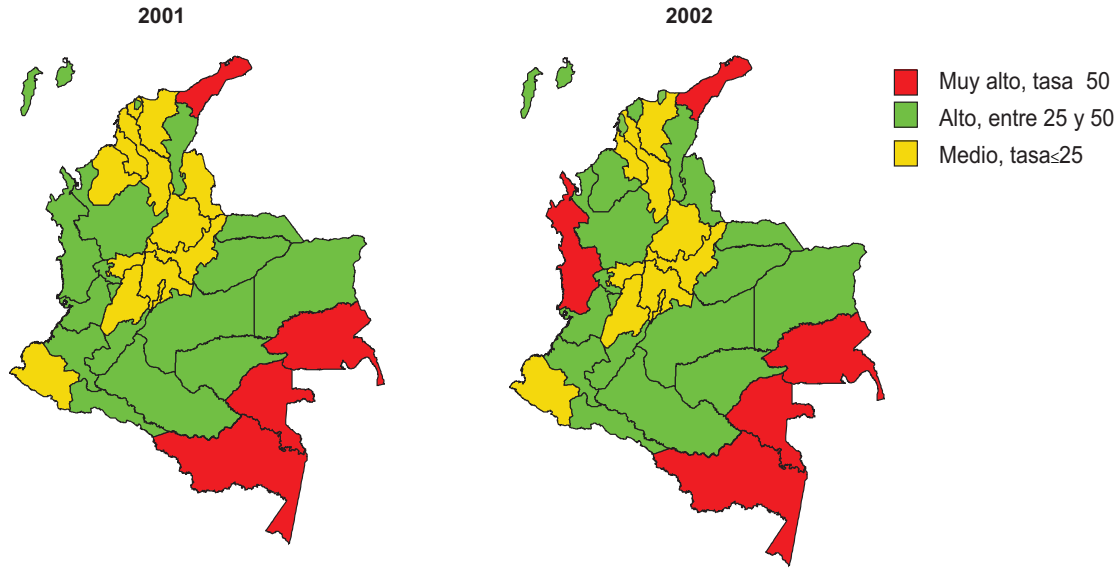 2001
2002
Muy alto, tasa 50
Alto, entre 25 y 50
Medio, tasa≤25